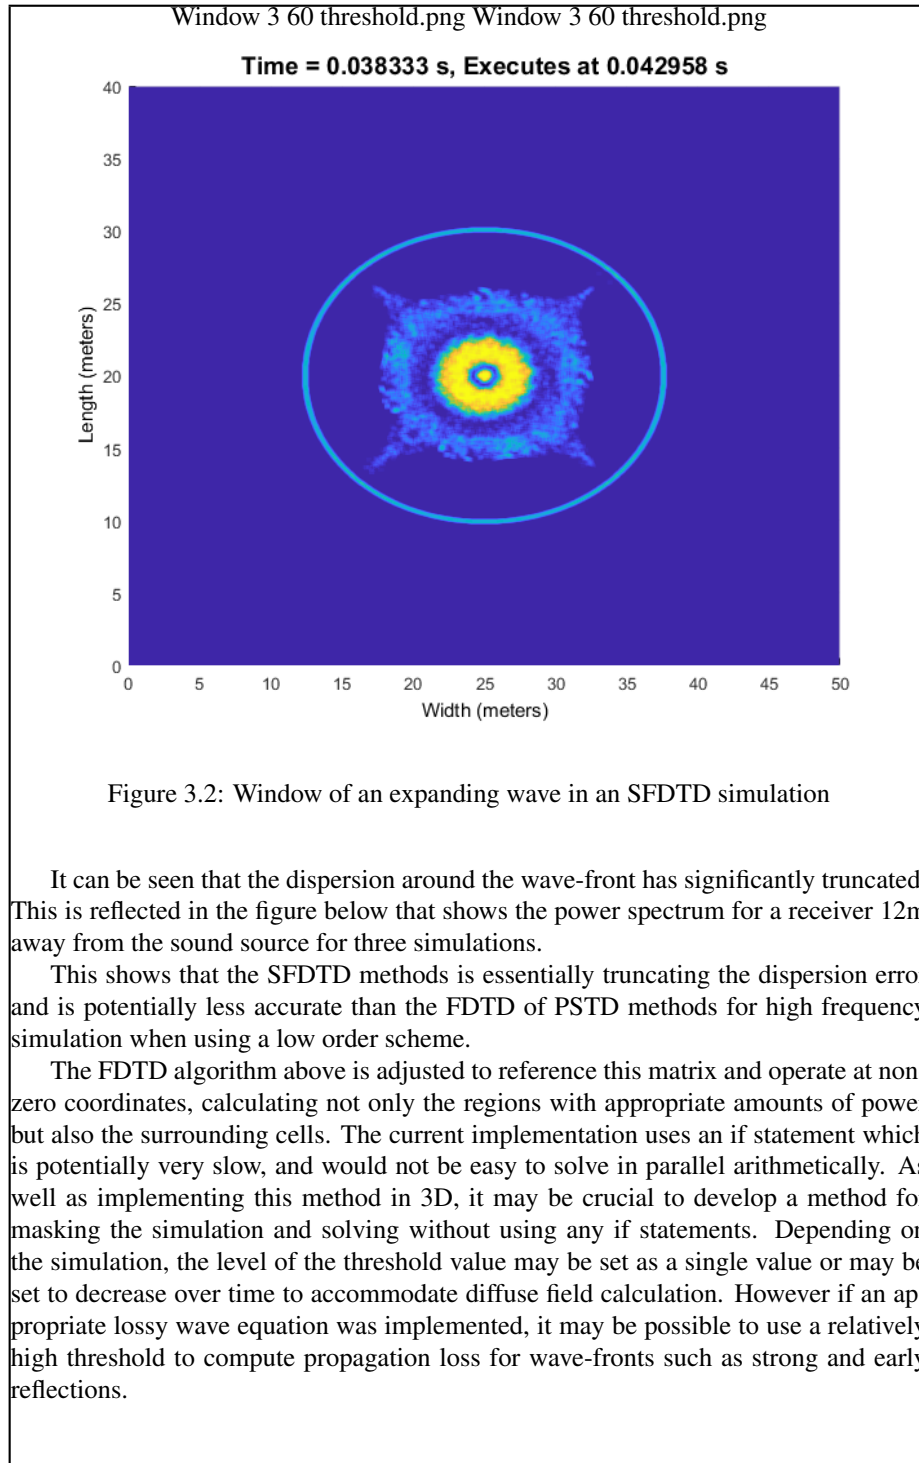 Window 3 60 threshold.png Window 3 60 threshold.png
Time = 0.038333 s, Executes at 0.042958 s
40
35
30
25
20
15
10
5
0
Length (meters)
0 5 10 15 20 25 30 35 40 45 50
Width (meters)
Figure 3.2: Window of an expanding wave in an SFDTD simulation
It can be seen that the dispersion around the wave-front has significantly truncated
This is reflected in the figure below that shows the power spectrum for a receiver 12m
away from the sound source for three simulations.
This shows that the SFDTD methods is essentially truncating the dispersion erro
and is potentially less accurate than the FDTD of PSTD methods for high frequency
simulation when using a low order scheme.
The FDTD algorithm above is adjusted to reference this matrix and operate at non
zero coordinates, calculating not only the regions with appropriate amounts of powe
but also the surrounding cells. The current implementation uses an if statement which
is potentially very slow, and would not be easy to solve in parallel arithmetically. As
well as implementing this method in 3D, it may be crucial to develop a method fo
masking the simulation and solving without using any if statements. Depending on
the simulation, the level of the threshold value may be set as a single value or may be
set to decrease over time to accommodate diffuse field calculation. However if an ap
propriate lossy wave equation was implemented, it may be possible to use a relatively
high threshold to compute propagation loss for wave-fronts such as strong and early
reflections.